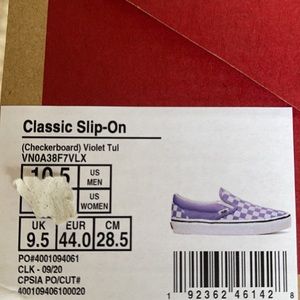 Classic Slip-On
(Checkerboard) Violet Tul
VN0A38F7VLX
10.5 US MEN
US WOMEN
UK EUR CM
9.5 44.0 28.5
PO#4001094061
CLK - 09/20
CPSIA PO/CUT#
400109406100020
1 92362 46142 8